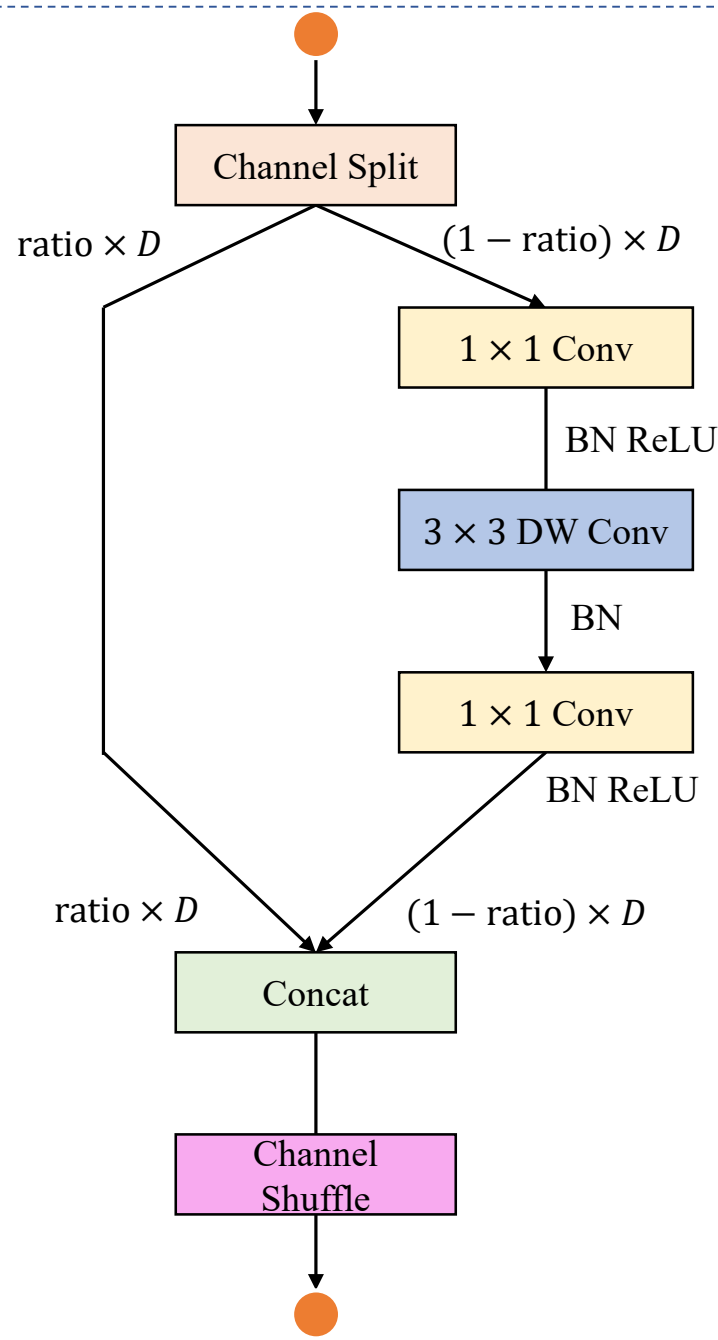 Channel Split
ratio × D
(1 − ratio) × D
1 × 1 Conv
BN ReLU
3 × 3 DW Conv
BN
1 × 1 Conv
BN ReLU
ratio × D
(1 − ratio) × D
Concat
Channel
Shuffle